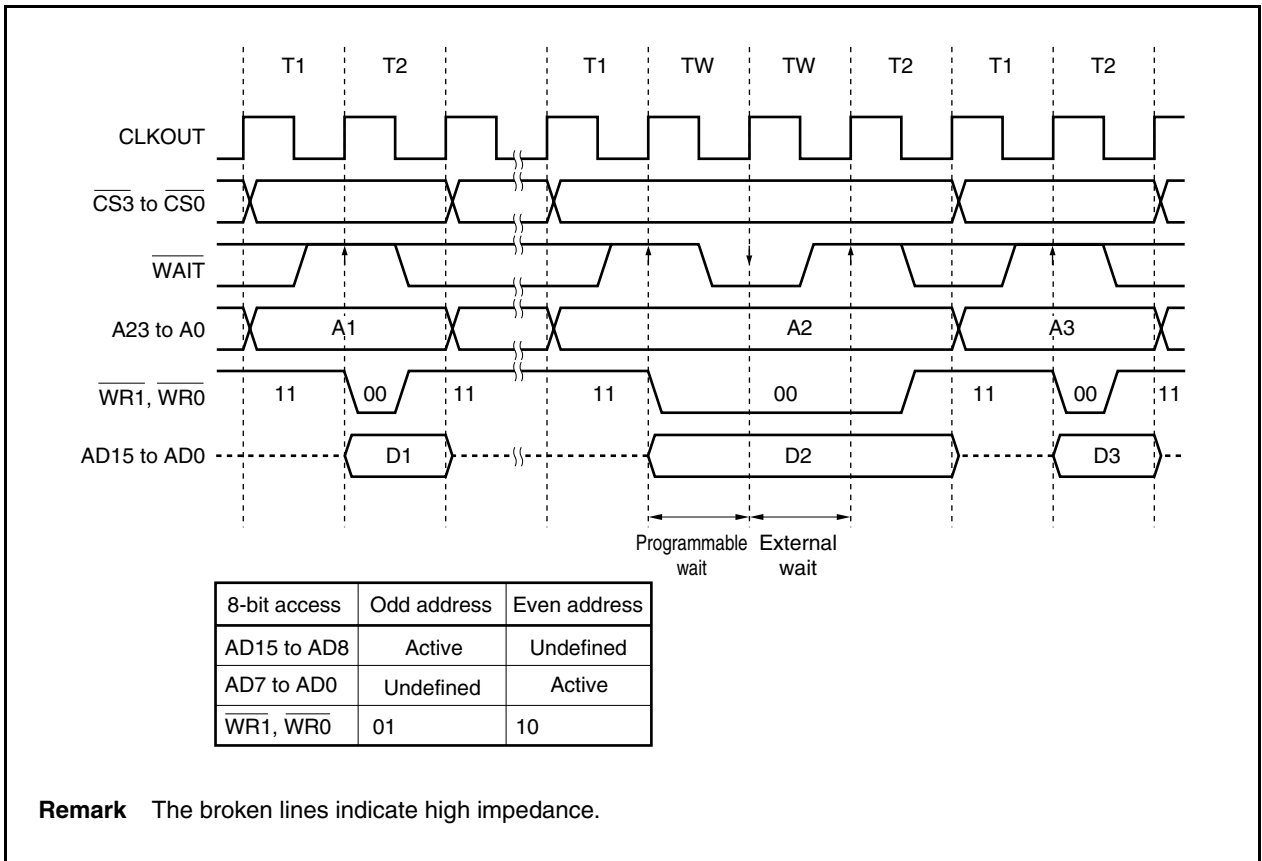 T1 T2 T1 TW TW T2 T1 T2
CLKOUT
CS3 to CS0
WAIT
A23 to A0 A1 A2 A3
WR1, WR0 11 00 11 11 00 11 00 11
AD15 to AD0 D1 D2 D3
Programmable wait
External wait
8-bit access Odd address Even address
AD15 to AD8 Active Undefined
AD7 to AD0 Undefined Active
WR1, WR0 01 10
Remark The broken lines indicate high impedance.